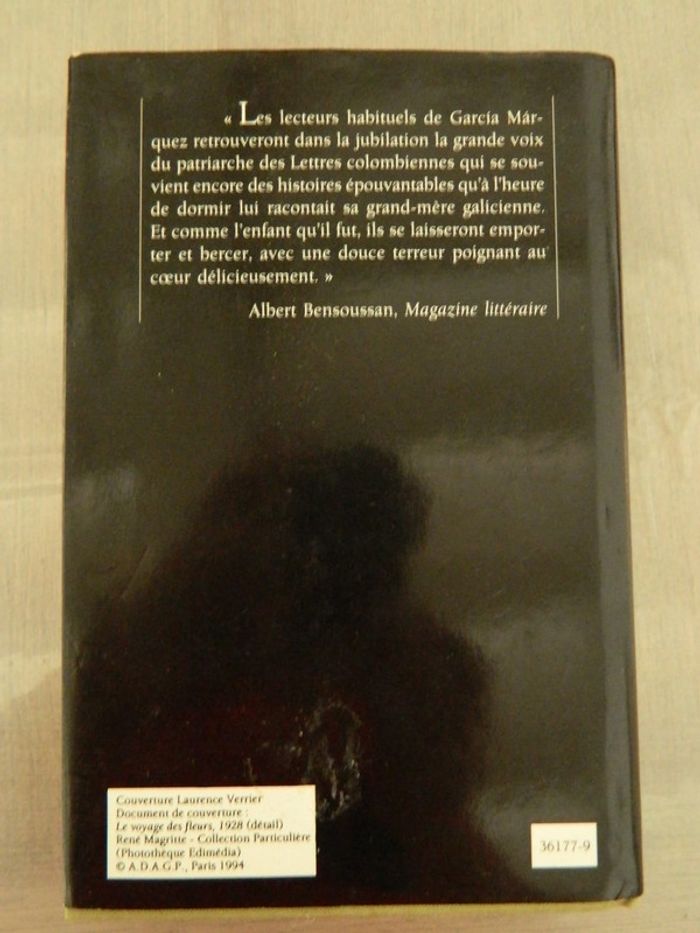 « Les lecteurs habituels de García Már-
quez retrouveront dans la jubilation la grande voix
du patriarche des Lettres colombiennes qui se sou-
vient encore des histoires épouvantables qu'à l'heure
de dormir lui racontait sa grand-mère galicienne.
Et comme l'enfant qu'il fut, ils se laisseront empor-
ter et bercer, avec une douce terreur poignant au
cœur délicieusement. »
Albert Bensoussan, Magazine littéraire
Couverture Laurence Verrier
Document de couverture :
Le voyage des fleurs, 1928 (détail)
René Magritte - Collection Particulière
(Photothèque Edimédia)
© A.D.A.G.P., Paris 1994
36177-9